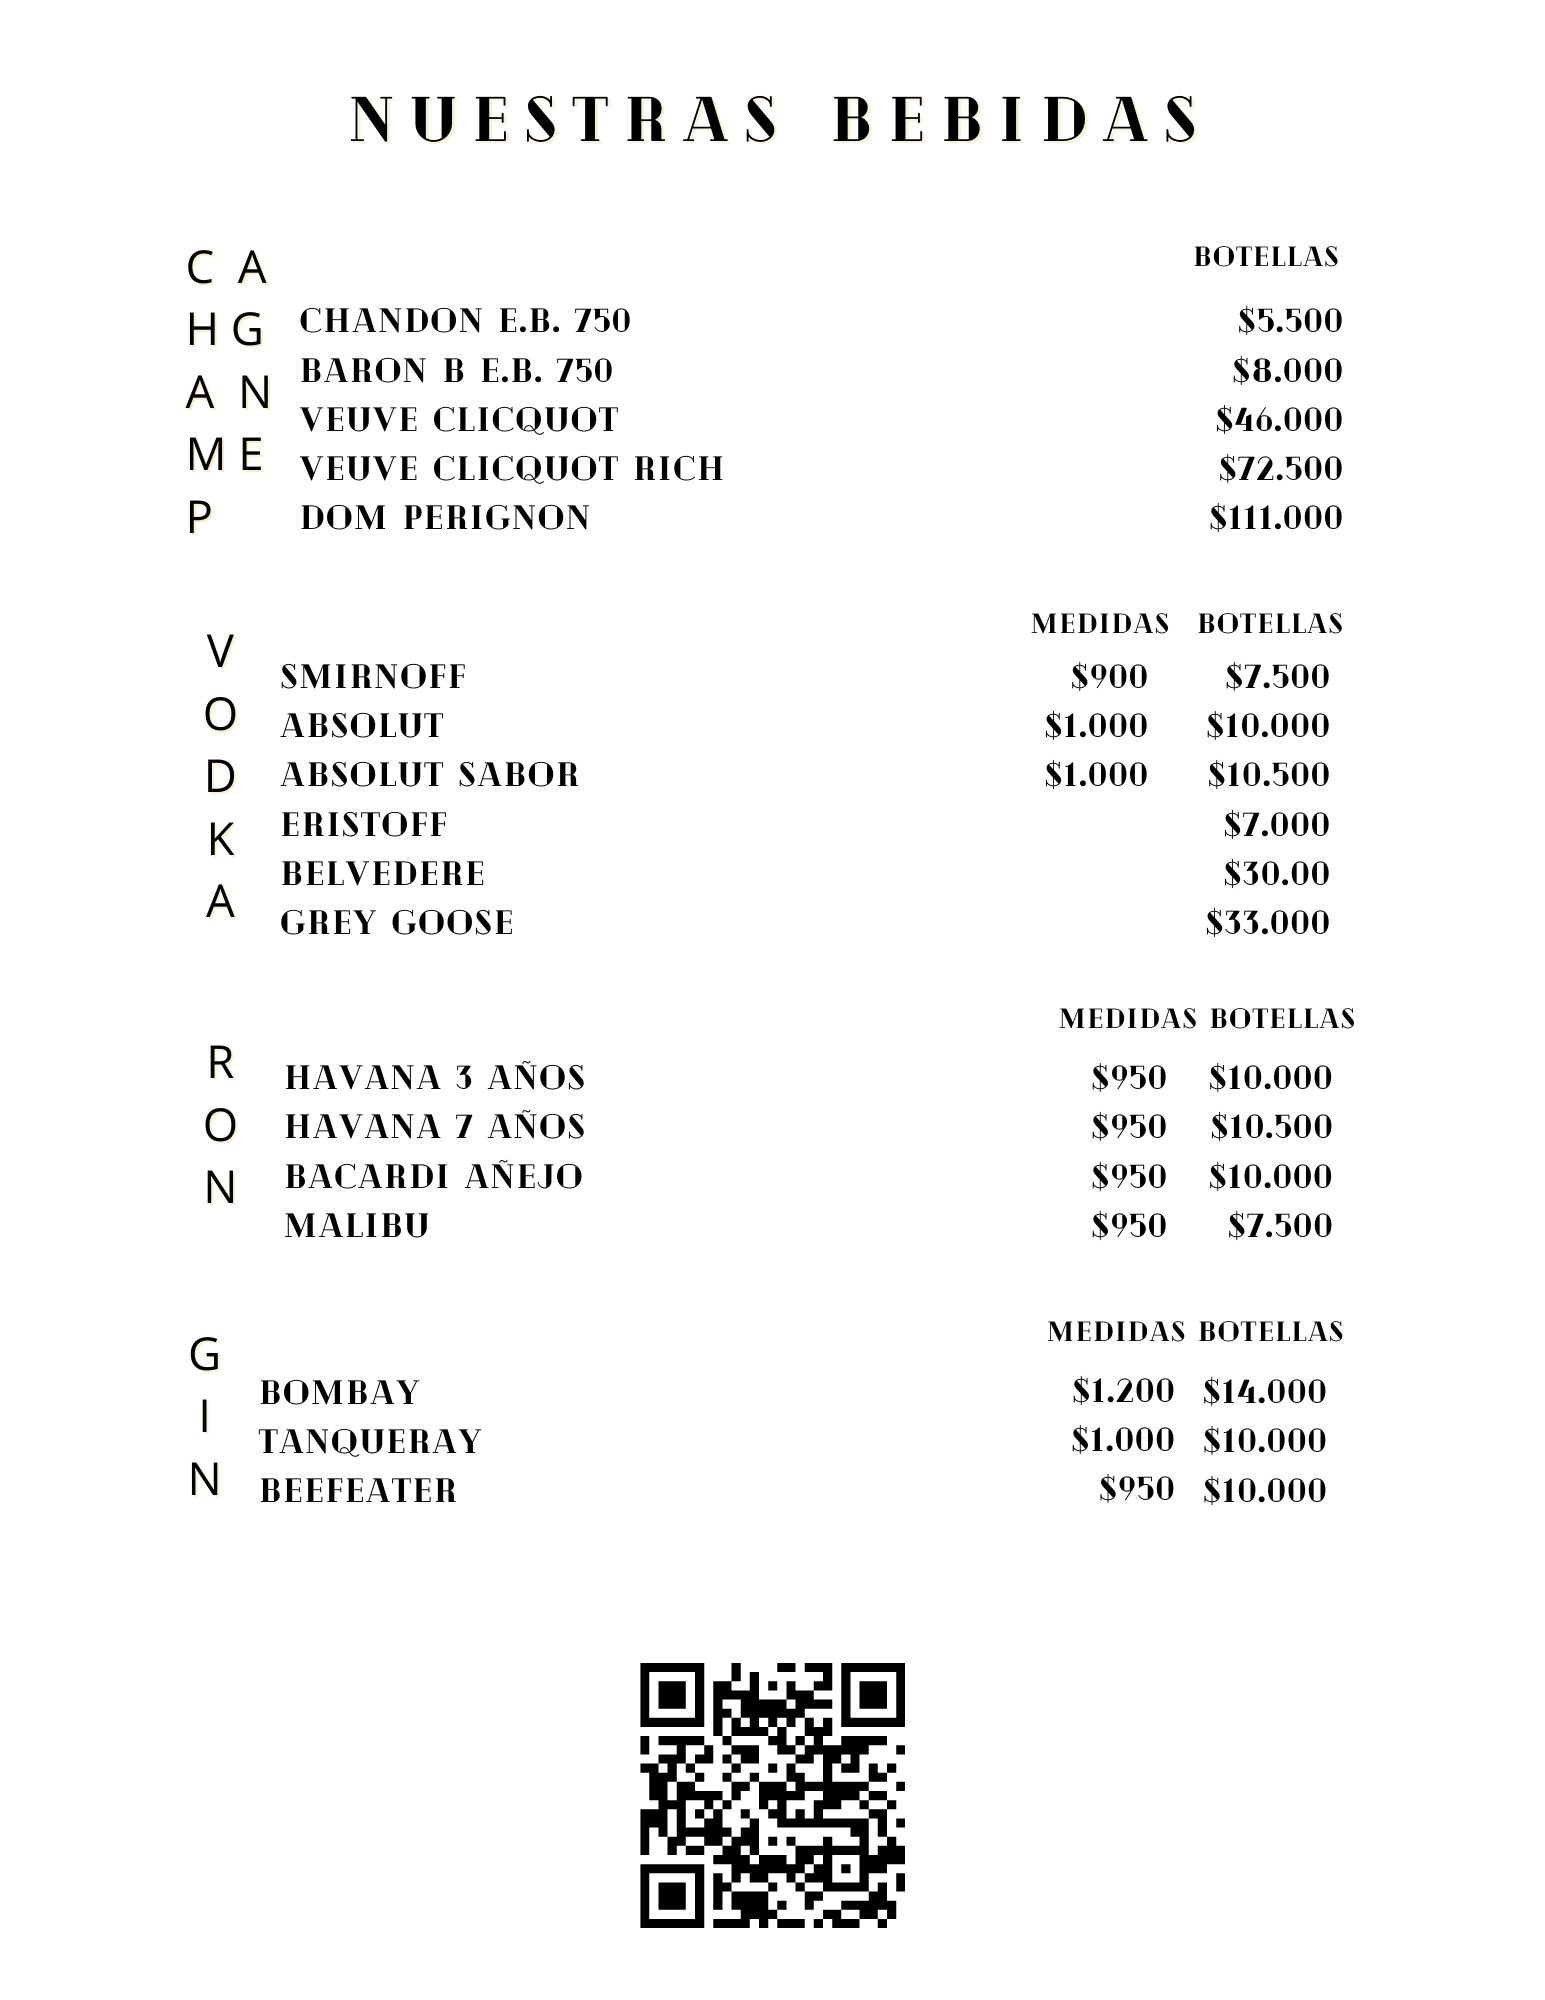 NUESTRAS BEBIDAS
CHAMPAGNE
BOTELLAS
CHANDON E.B. 750 $5.500
BARON B E.B. 750 $8.000
VEUVE CLICQUOT $46.000
VEUVE CLICQUOT RICH $72.500
DOM PERIGNON $111.000
VODKA
MEDIDAS BOTELLAS
SMIRNOFF $900 $7.500
ABSOLUT $1.000 $10.000
ABSOLUT SABOR $1.000 $10.500
ERISTOFF $7.000
BELVEDERE $30.00
GREY GOOSE $33.000
RON
MEDIDAS BOTELLAS
HAVANA 3 AÑOS $950 $10.000
HAVANA 7 AÑOS $950 $10.500
BACARDI AÑEJO $950 $10.000
MALIBU $950 $7.500
GIN
MEDIDAS BOTELLAS
BOMBAY $1.200 $14.000
TANQUERAY $1.000 $10.000
BEEFEATER $950 $10.000